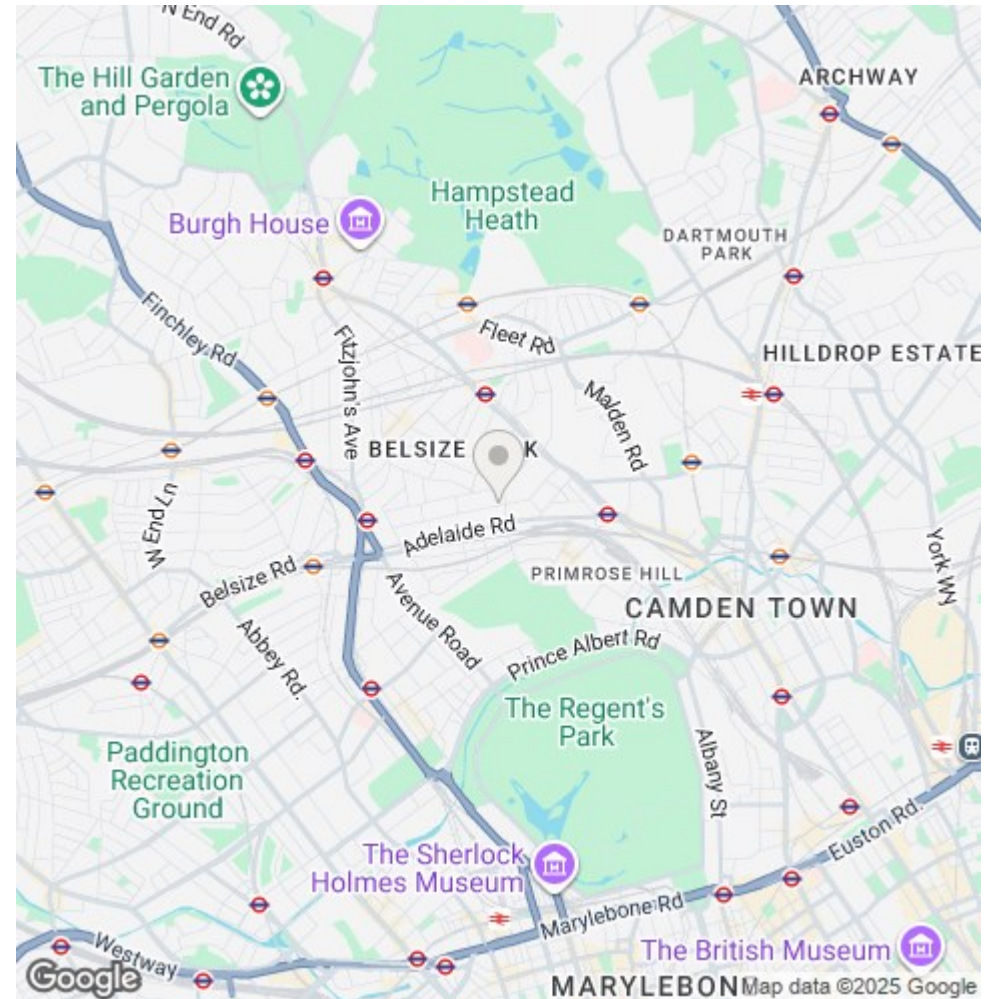 N End Rd
The Hill Garden
and Pergola
ARCHWAY
Hampstead
Heath
Burgh House
DARTMOUTH
PARK
Finchley Rd
Fitzjohn's Ave
Fleet Rd
HILLDROP ESTATE
Malden Rd
BELSIZE K
W End Ln
Adelaide Rd
York Wy
Belsize Rd
PRIMROSE HILL
Avenue Road
CAMDEN TOWN
Abbey Rd.
Prince Albert Rd
The Regent's
Park
Albany St
Paddington
Recreation
Ground
Euston Rd.
The Sherlock
Holmes Museum
Marylebone Rd
Westway
The British Museum
Google
MARYLEBON
Map data ©2025 Google